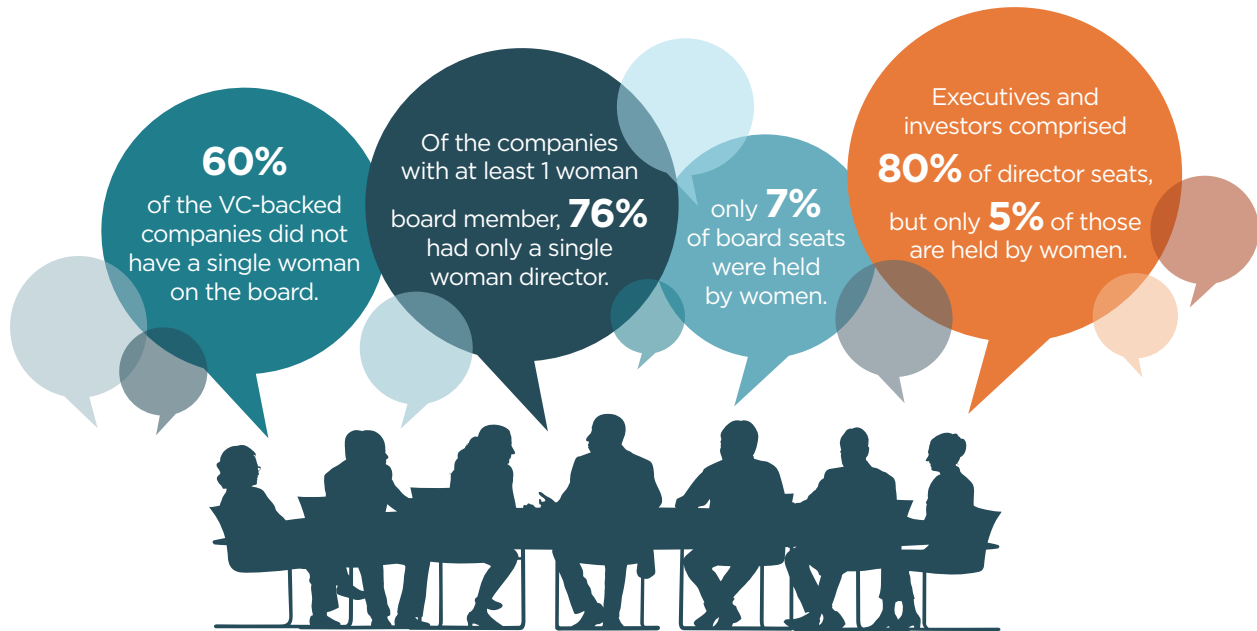 60%
of the VC-backed
companies did not
have a single woman
on the board.
Of the companies
with at least 1 woman
board member, 76%
had only a single
woman director.
only 7%
of board seats
were held
by women.
Executives and
investors comprised
80% of director seats,
but only 5% of those
are held by women.